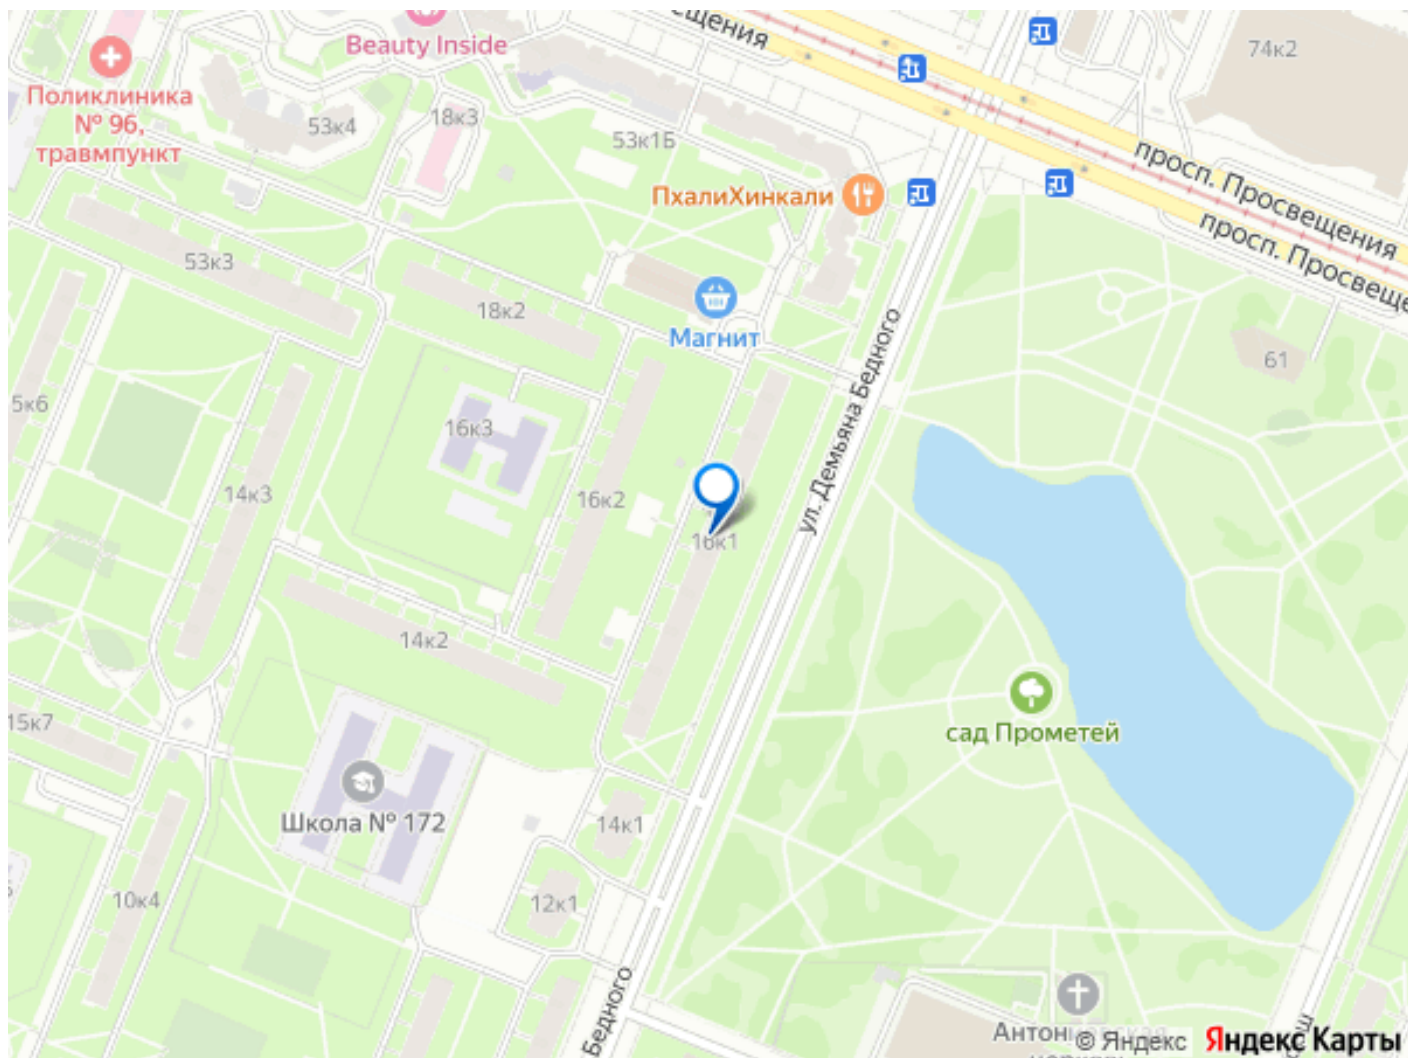 Beauty Inside
Поликлиника
№ 96,
травмпункт
53к4
18к3
53к1Б
74к2
просп. Просвещения
просп. Просвеще
ПхалиХинкали
53к3
18к2
Магнит
61
ул. Демьяна Бедного
5к6
16к3
14к3
16к2
16к1
14к2
сад Прометей
15к7
Школа № 172
14к1
10к4
12к1
Бедного
© Яндекс
Яндекс Карты